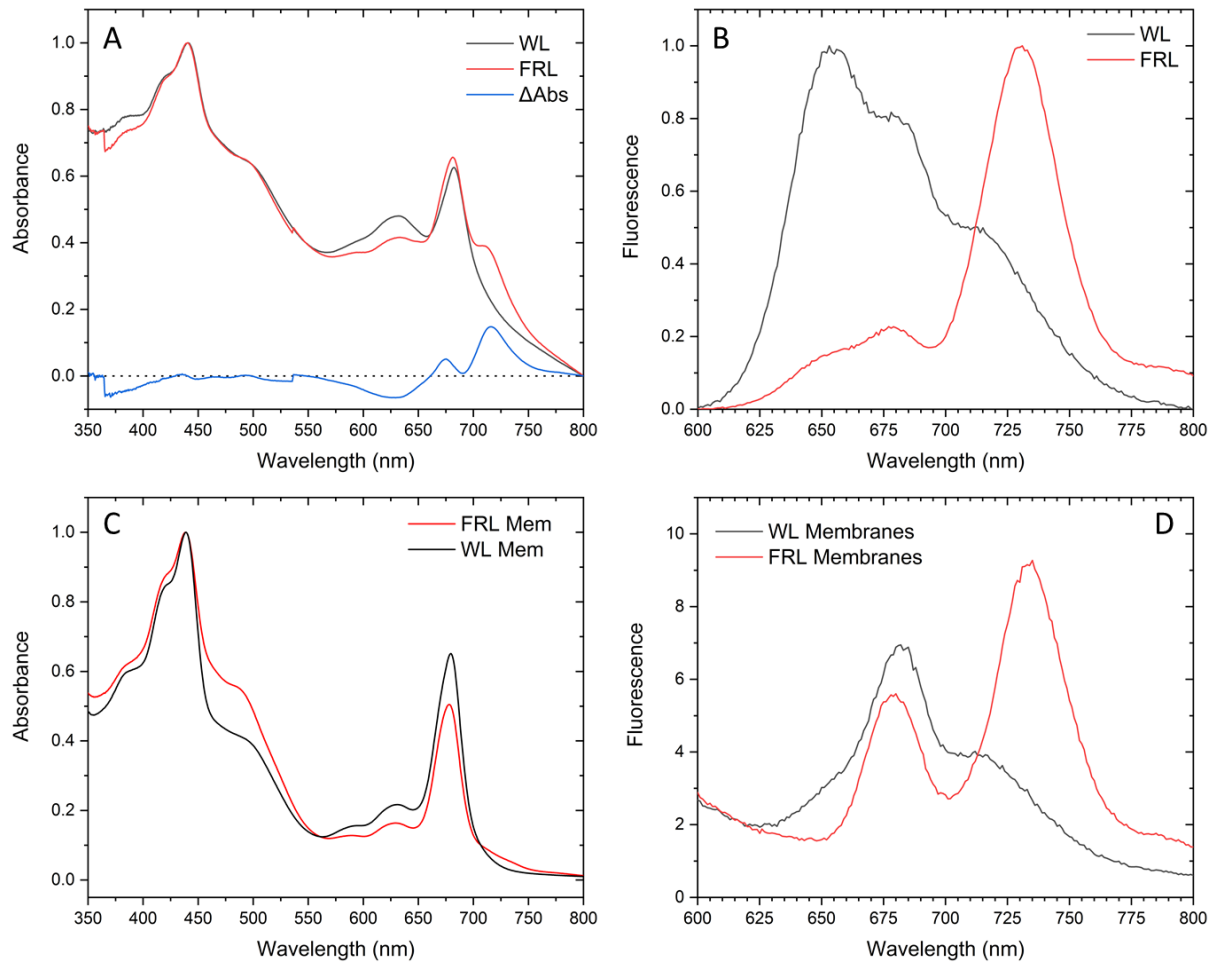 A
WL
FRL
ΔAbs
1.0
0.8
0.6
0.4
0.2
0.0
Absorbance
350 400 450 500 550 600 650 700 750 800
Wavelength (nm)
B
WL
FRL
1.0
0.8
0.6
0.4
0.2
0.0
Fluorescence
600 625 650 675 700 725 750 775 800
Wavelength (nm)
C
FRL Mem
WL Mem
1.0
0.8
0.6
0.4
0.2
0.0
Absorbance
350 400 450 500 550 600 650 700 750 800
Wavelength (nm)
D
WL Membranes
FRL Membranes
10
8
6
4
2
0
Fluorescence
600 625 650 675 700 725 750 775 800
Wavelength (nm)